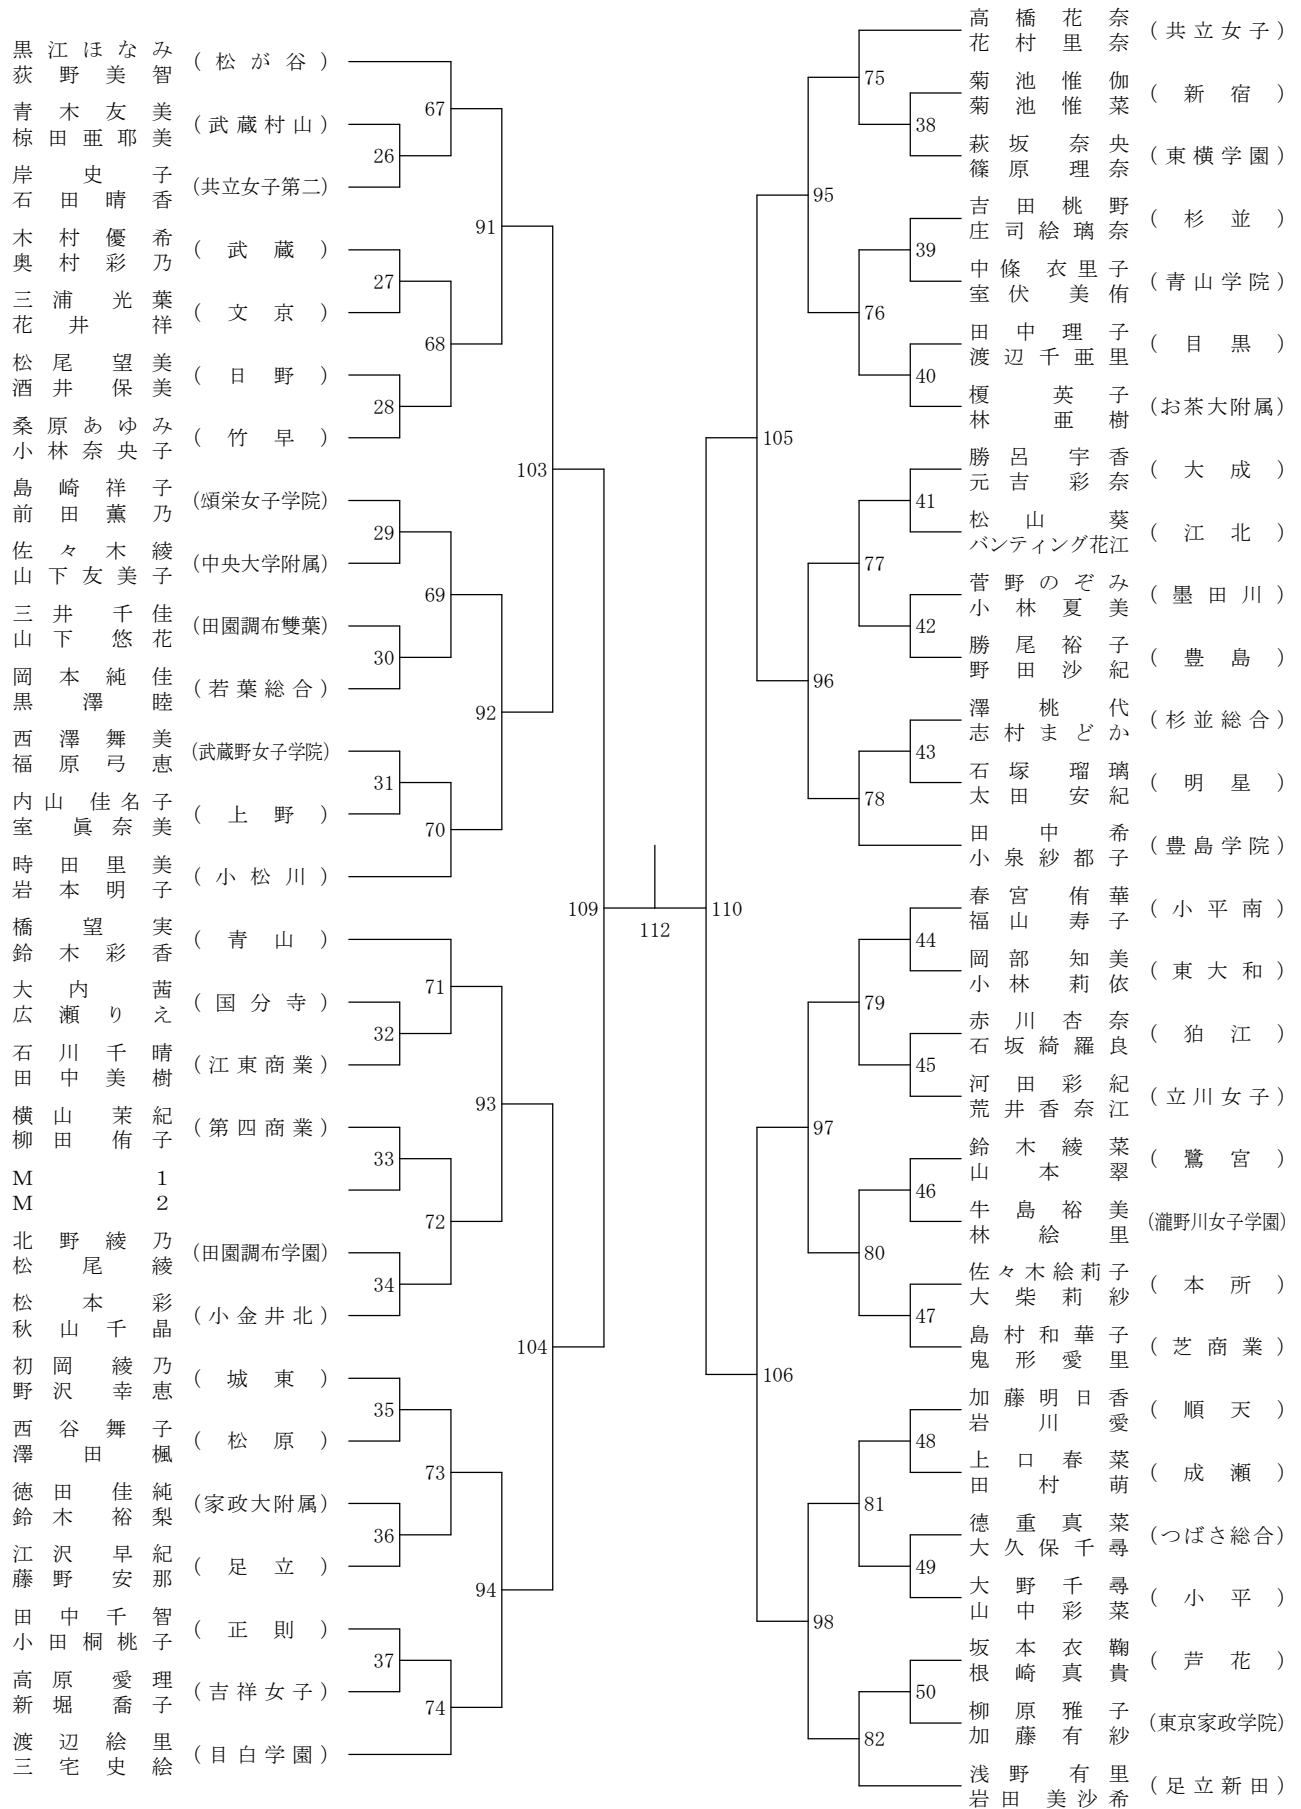 黒江ほなみ
荻野美智
(松が谷)
青木友美
椋田亜耶美
(武蔵村山)
岸史子
石田晴香
(共立女子第二)
木村優希
奥村彩乃
(武蔵)
三浦光葉
花井祥
(文京)
松尾望美
酒井保美
(日野)
桑原あゆみ
小林奈央子
(竹早)
島崎祥子
前田薫乃
(頌栄女子学院)
佐々木綾
山下友美子
(中央大学附属)
三井千佳
山下悠花
(田園調布雙葉)
岡本純佳
黒澤睦
(若葉総合)
西澤舞美
福原弓恵
(武蔵野女子学院)
内山佳名子
室眞奈美
(上野)
時田里美
岩本明子
(小松川)
橋望実
鈴木彩香
(青山)
大内茜
広瀬りえ
(国分寺)
石川千晴
田中美樹
(江東商業)
横山茉紀
柳田侑子
(第四商業)
M1
M2
北野綾乃
松尾綾
(田園調布学園)
松本彩
秋山千晶
(小金井北)
初岡綾乃
野沢幸恵
(城東)
西谷舞子
澤田楓
(松原)
徳田佳純
鈴木裕梨
(家政大附属)
江沢早紀
藤野安那
(足立)
田中千智
小田桐桃子
(正則)
高原愛理
新堀喬子
(吉祥女子)
渡辺絵里
三宅史絵
(目白学園)
26
27
28
29
30
31
32
33
34
35
36
37
67
68
69
70
71
72
73
74
91
92
93
94
103
104
109
112
110
105
106
95
96
97
98
75
76
77
78
79
80
81
82
38
39
40
41
42
43
44
45
46
47
48
49
50
高橋花奈
花村里奈
(共立女子)
菊池惟伽
菊池惟菜
(新宿)
萩坂奈央
篠原理奈
(東横学園)
吉田桃野
庄司絵璃奈
(杉並)
中條衣里子
室伏美侑
(青山学院)
田中理子
渡辺千亜里
(目黒)
榎英子
林亜樹
(お茶大附属)
勝呂宇香
元吉彩奈
(大成)
松山葵
バンティング花江
(江北)
菅野のぞみ
小林夏美
(墨田川)
勝尾裕子
野田沙紀
(豊島)
澤桃代
志村まどか
(杉並総合)
石塚瑠璃
太田安紀
(明星)
田中希
小泉紗都子
(豊島学院)
春宮侑華
福山寿子
(小平南)
岡部知美
小林莉依
(東大和)
赤川杏奈
石坂綺羅良
(狛江)
河田彩紀
荒井香奈江
(立川女子)
鈴木綾菜
山本翠
(鷺宮)
牛島裕美
林絵里
(瀧野川女子学園)
佐々木絵莉子
大柴莉紗
(本所)
島村和華子
鬼形愛里
(芝商業)
加藤明日香
岩川愛
(順天)
上口春菜
田村萌
(成瀬)
德重真菜
大久保千尋
(つばさ総合)
大野千尋
山中彩菜
(小平)
坂本衣鞠
根崎真貴
(芦花)
柳原雅子
加藤有紗
(東京家政学院)
浅野有里
岩田美沙希
(足立新田)